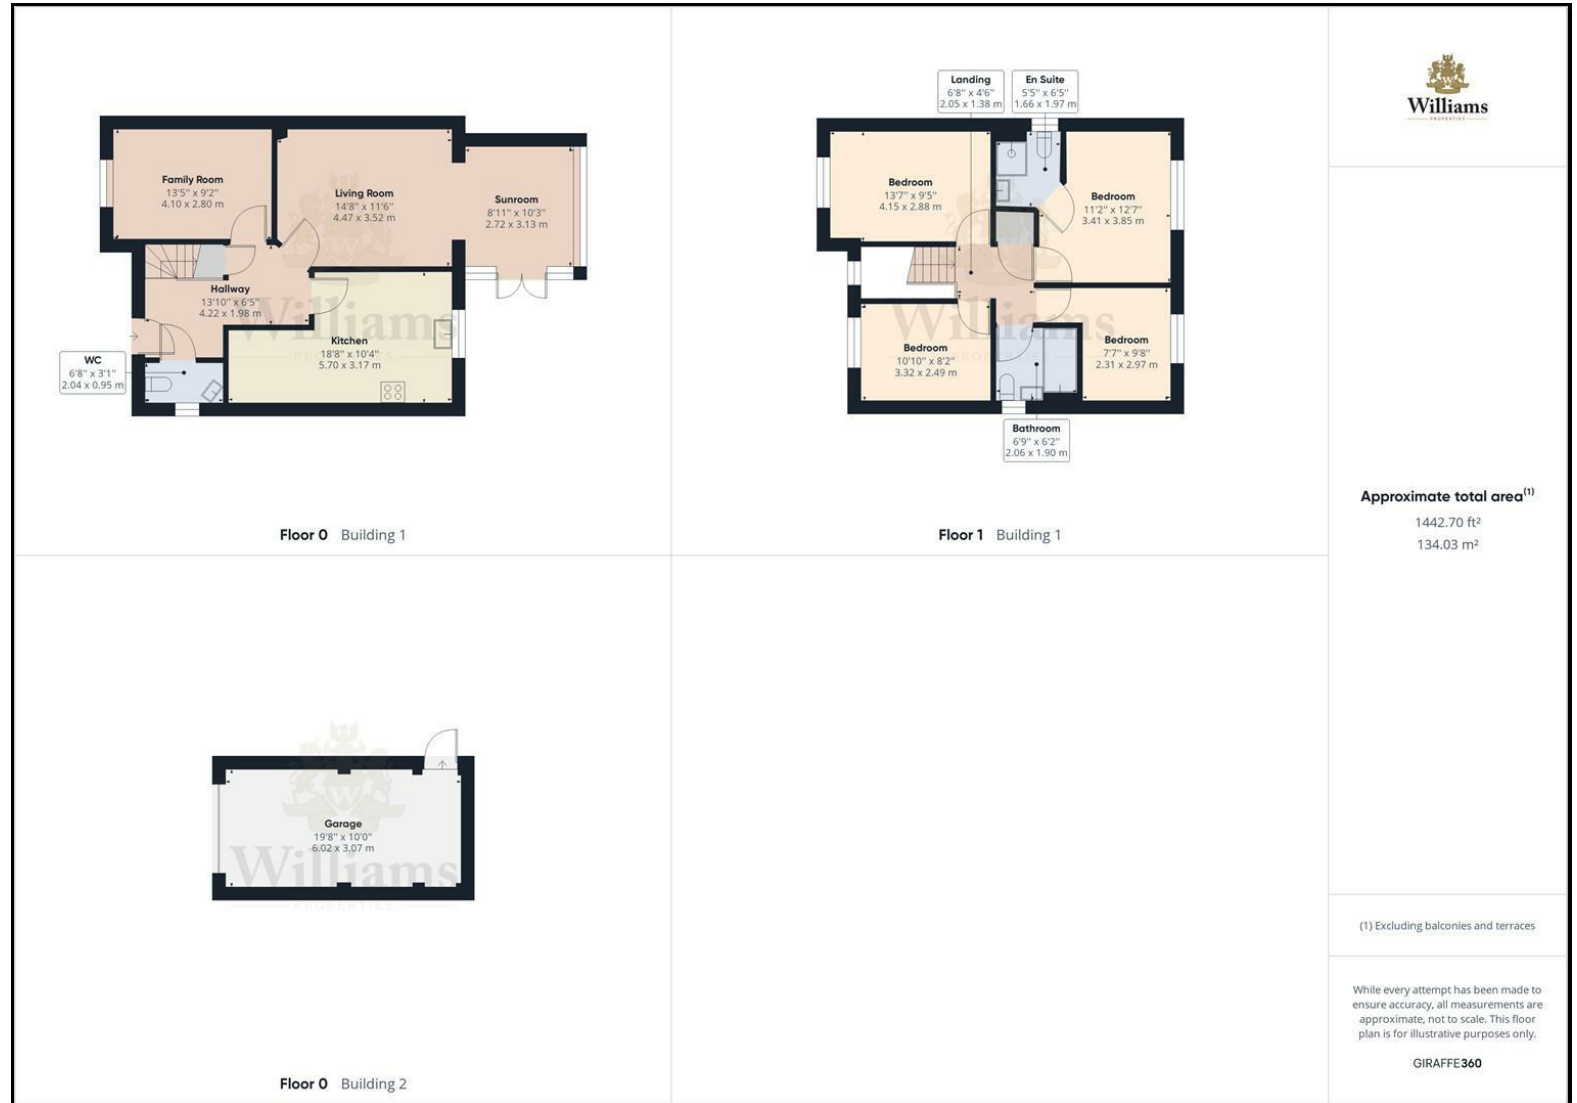 Family Room
13'5" x 9'2"
4.10 x 2.80 m
Living Room
14'8" x 11'6"
4.47 x 3.52 m
Sunroom
8'11" x 10'3"
2.72 x 3.13 m
Hallway
13'10" x 6'5"
4.22 x 1.98 m
Kitchen
18'8" x 10'4"
5.70 x 3.17 m
WC
6'8" x 3'1"
2.04 x 0.95 m
Williams
PROPERTIES
Floor 0 Building 1
Landing
6'8" x 4'6"
2.05 x 1.38 m
En Suite
5'5" x 6'5"
1.66 x 1.97 m
Bedroom
13'7" x 9'5"
4.15 x 2.88 m
Bedroom
11'2" x 12'7"
3.41 x 3.85 m
Bedroom
10'10" x 8'2"
3.32 x 2.49 m
Bedroom
7'7" x 9'8"
2.31 x 2.97 m
Bathroom
6'9" x 6'2"
2.06 x 1.90 m
Williams
PROPERTIES
Floor 1 Building 1
Garage
19'8" x 10'0"
6.02 x 3.07 m
Williams
PROPERTIES
Floor 0 Building 2
Williams
PROPERTIES
Approximate total area(1)
1442.70 ft²
134.03 m²
(1) Excluding balconies and terraces
While every attempt has been made to
ensure accuracy, all measurements are
approximate, not to scale. This floor
plan is for illustrative purposes only.
GIRAFFE360